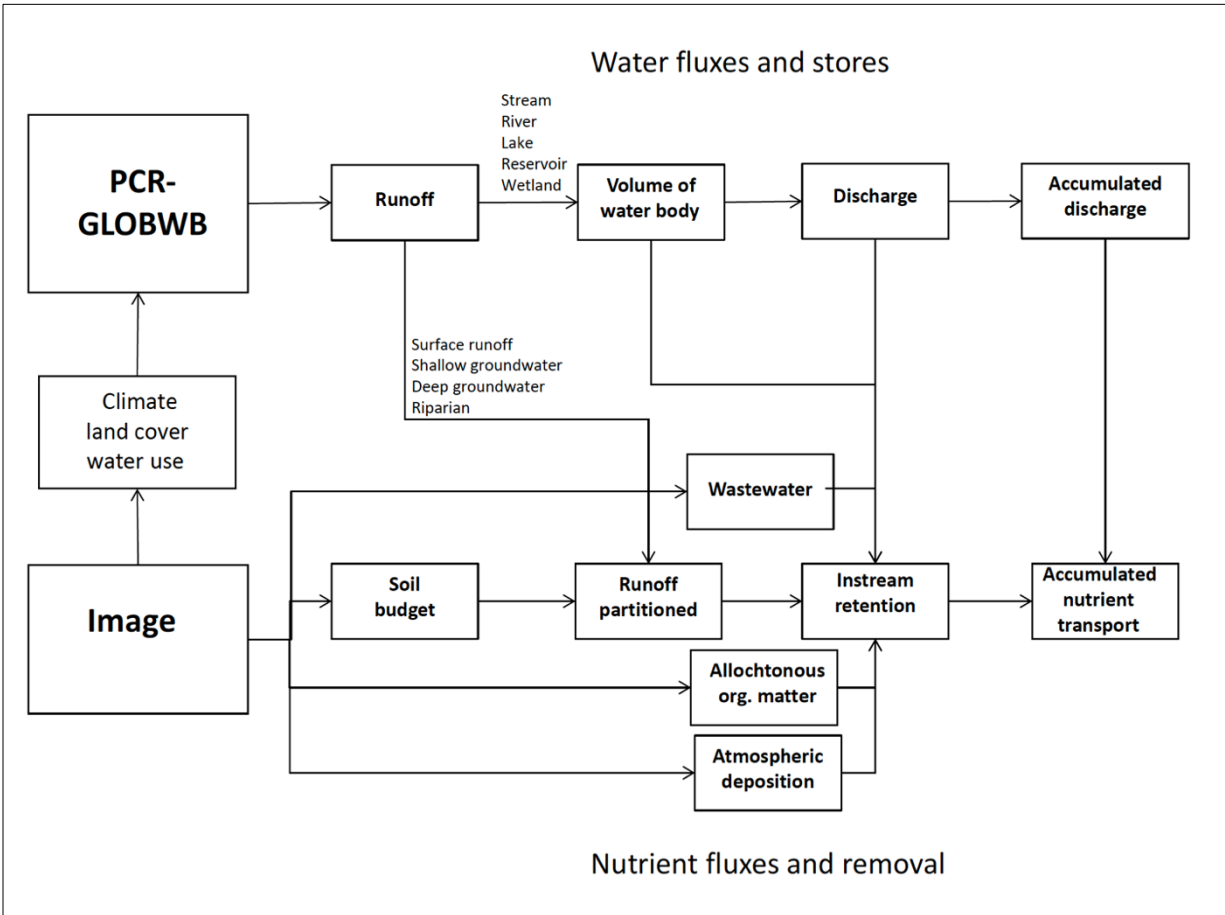 Water fluxes and stores
Stream
River
Lake
Reservoir
Wetland
PCR-
GLOBWB
Runoff
Volume of
water body
Discharge
Accumulated
discharge
Surface runoff
Shallow groundwater
Deep groundwater
Riparian
Climate
land cover
water use
Wastewater
Image
Soil
budget
Runoff
partitioned
Instream
retention
Accumulated
nutrient
transport
Allochtonous
org. matter
Atmospheric
deposition
Nutrient fluxes and removal